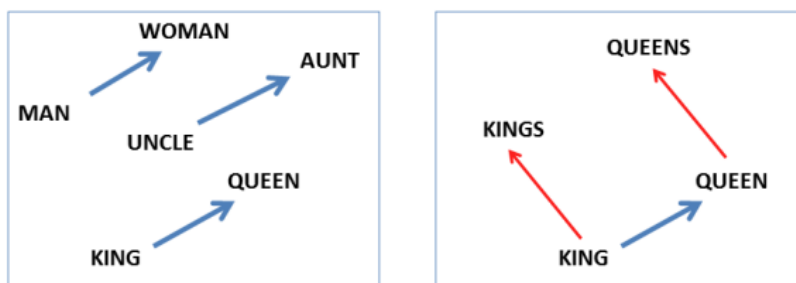 WOMAN
AUNT
MAN
UNCLE
QUEEN
KING
QUEENS
KINGS
QUEEN
KING